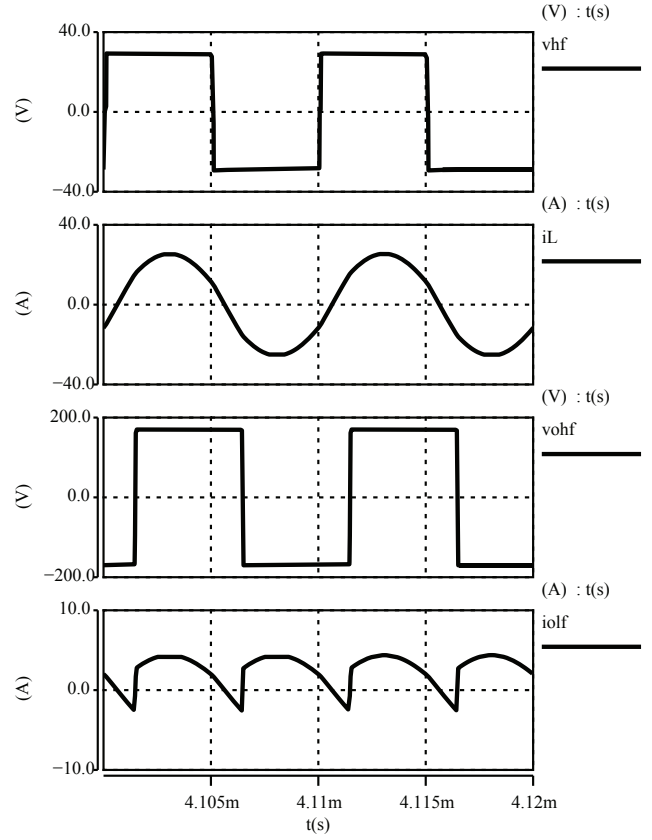 (V) : t(s)
vhf
40.0
0.0
−40.0
(V)
(A) : t(s)
iL
40.0
0.0
−40.0
(A)
(V) : t(s)
vohf
200.0
0.0
−200.0
(V)
(A) : t(s)
iolf
10.0
0.0
−10.0
(A)
4.105m 4.11m 4.115m 4.12m
t(s)